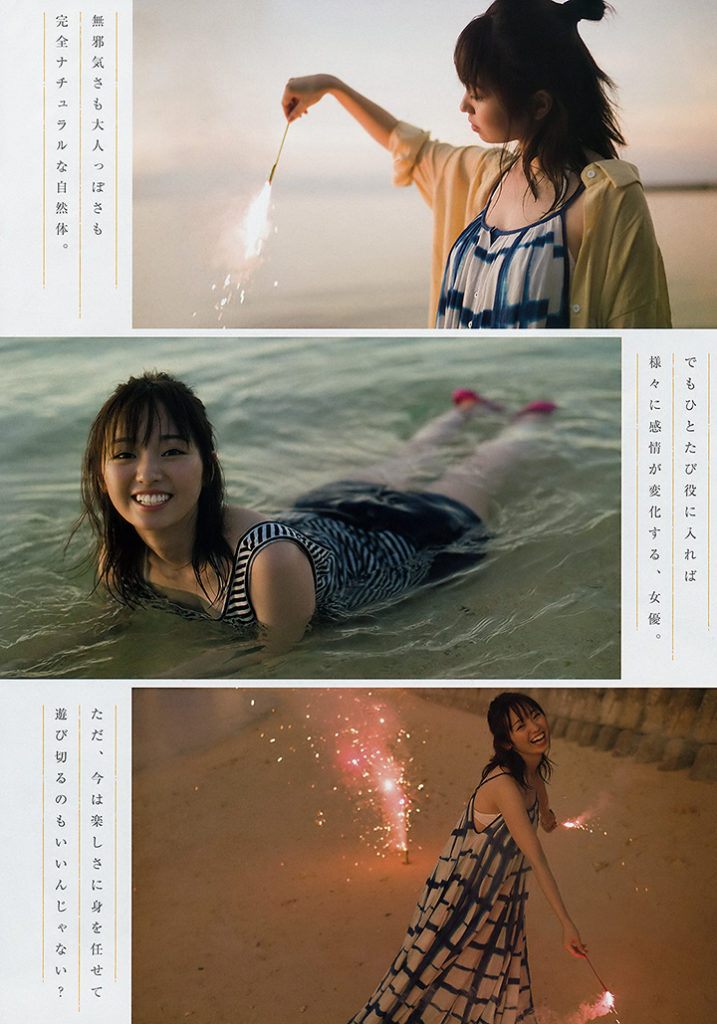 無邪気さも大人っぽさも
完全ナチュラルな自然体。
でもひとたび役に入れば
様々に感情が変化する、女優。
ただ、今は楽しさに身を任せて
遊び切るのもいいんじゃない?